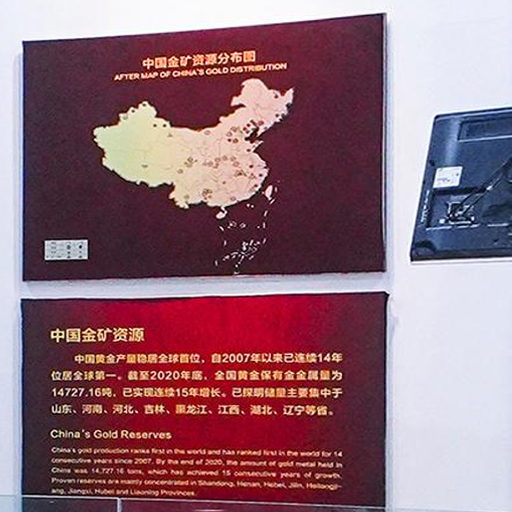 中国金矿资源分布图
AFTER MAP OF CHINA'S GOLD DISTRIBUTION
中国金矿资源
中国黄金产量稳居全球首位，自2007年以来已连续14年
位居全球第一。截至2020年底，全国黄金保有金金属量为
14727.16吨，已实现连续15年增长。已探明储量主要集中于
山东、河南、河北、吉林、黑龙江、江西、湖北、辽宁等省。
China's Gold Reserves
China's gold production ranks first in the world and has ranked first in the world for 14
consecutive years since 2007. By the end of 2020, the amount of gold metal held in
China was 14,727.16 tons, which has achieved 15 consecutive years of growth.
Proven reserves are mainly concentrated in Shandong, Henan, Hebei, Jilin, Heilongji-
ang, Jiangxi, Hubei and Liaoning Provinces.